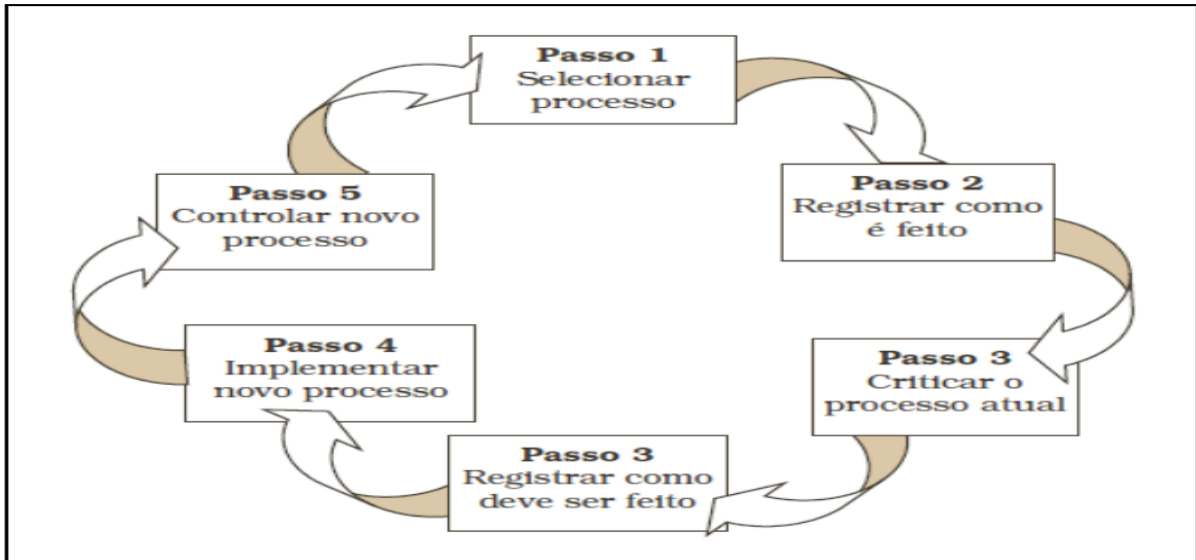 Passo 1
Selecionar
processo
Passo 2
Registrar como
é feito
Passo 3
Criticar o
processo atual
Passo 3
Registrar como
deve ser feito
Passo 4
Implementar
novo processo
Passo 5
Controlar novo
processo